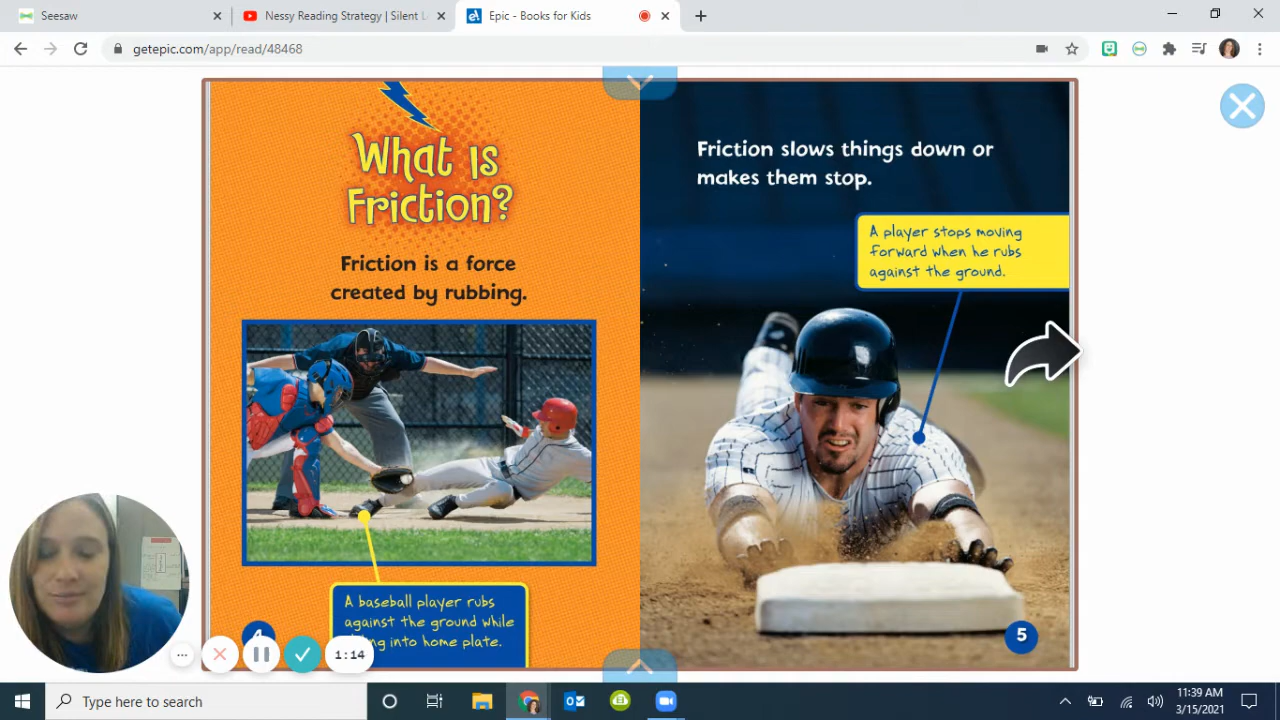 Seesaw
Nessy Reading Strategy | Silent
Epic - Books for Kids
getepic.com/app/read/48468
What Is
Friction?
Friction is a force
created by rubbing.
A baseball player rubs
against the ground while
into home plate.
4
1:14
Friction slows things down or
makes them stop.
A player stops moving
forward when he rubs
against the ground.
5
Type here to search
11:39 AM
3/15/2021